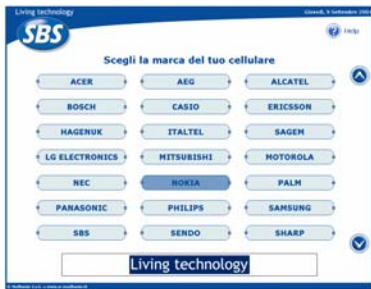 Living technology
Giovedì, 9 Settembre 2004
SBS
Help
Scegli la marca del tuo cellulare
ACER AEG ALCATEL
BOSCH CASIO ERICSSON
HAGENUK ITALTEL SAGEM
LG ELECTRONICS MITSUBISHI MOTOROLA
NEC NOKIA PALM
PANASONIC PHILIPS SAMSUNG
SBS SENDO SHARP
Living technology